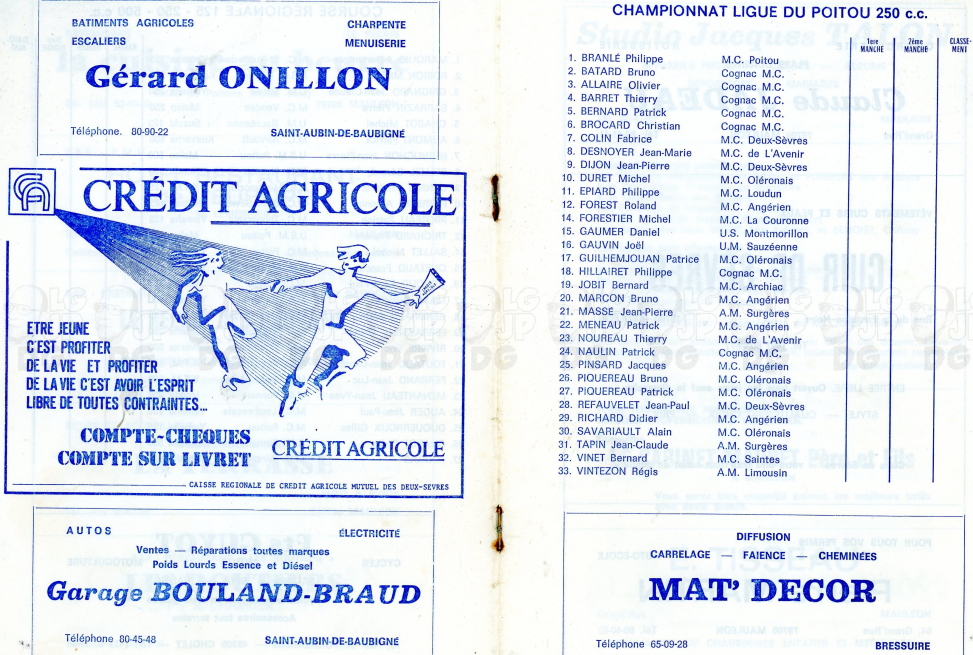 BATIMENTS AGRICOLES
CHARPENTE
ESCALIERS
MENUISERIE
Gérard ONILLON
Téléphone. 80-90-22
SAINT-AUBIN-DE-BAUBIGNÉ
CRÉDIT AGRICOLE
ETRE JEUNE
C'EST PROFITER
DE LA VIE ET PROFITER
DE LA VIE C'EST AVOIR L'ESPRIT
LIBRE DE TOUTES CONTRAINTES...
COMPTE-CHEQUES
COMPTE SUR LIVRET
CRÉDIT AGRICOLE
CAISSE REGIONALE DE CREDIT AGRICOLE MUTUEL DES DEUX-SEVRES
AUTOS
ÉLECTRICITÉ
Ventes — Réparations toutes marques
Poids Lourds Essence et Diésel
Garage BOULAND-BRAUD
Téléphone 80-45-48
SAINT-AUBIN-DE-BAUBIGNÉ
CHAMPIONNAT LIGUE DU POITOU 250 c.c.
1ere MANCHE
2éme MANCHE
CLASSE-MENT
1. BRANLÉ Philippe M.C. Poitou
2. BATARD Bruno Cognac M.C.
3. ALLAIRE Olivier Cognac M.C.
4. BARRET Thierry Cognac M.C.
5. BERNARD Patrick Cognac M.C.
6. BROCARD Christian Cognac M.C.
7. COLIN Fabrice M.C. Deux-Sèvres
8. DESNOYER Jean-Marie M.C. de L'Avenir
9. DIJON Jean-Pierre M.C. Deux-Sèvres
10. DURET Michel M.C. Oléronais
11. EPIARD Philippe M.C. Loudun
12. FOREST Roland M.C. Angérien
14. FORESTIER Michel M.C. La Couronne
15. GAUMER Daniel U.S. Montmorillon
16. GAUVIN Joël U.M. Sauzéenne
17. GUILHEMJOUAN Patrice M.C. Oléronais
18. HILLAIRET Philippe Cognac M.C.
19. JOBIT Bernard M.C. Archiac
20. MARCON Bruno M.C. Angérien
21. MASSE Jean-Pierre A.M. Surgères
22. MENEAU Patrick M.C. Angérien
23. NOUREAU Thierry M.C. de L'Avenir
24. NAULIN Patrick Cognac M.C.
25. PINSARD Jacques M.C. Angérien
26. PIQUEREAU Bruno M.C. Oléronais
27. PIQUEREAU Patrick M.C. Oléronais
28. REFAUVELET Jean-Paul M.C. Deux-Sèvres
29. RICHARD Didier M.C. Angérien
30. SAVARIAULT Alain M.C. Oléronais
31. TAPIN Jean-Claude A.M. Surgères
32. VINET Bernard M.C. Saintes
33. VINTEZON Régis A.M. Limousin
DIFFUSION
CARRELAGE — FAIENCE — CHEMINÉES
MAT' DECOR
Téléphone 65-09-28
BRESSUIRE